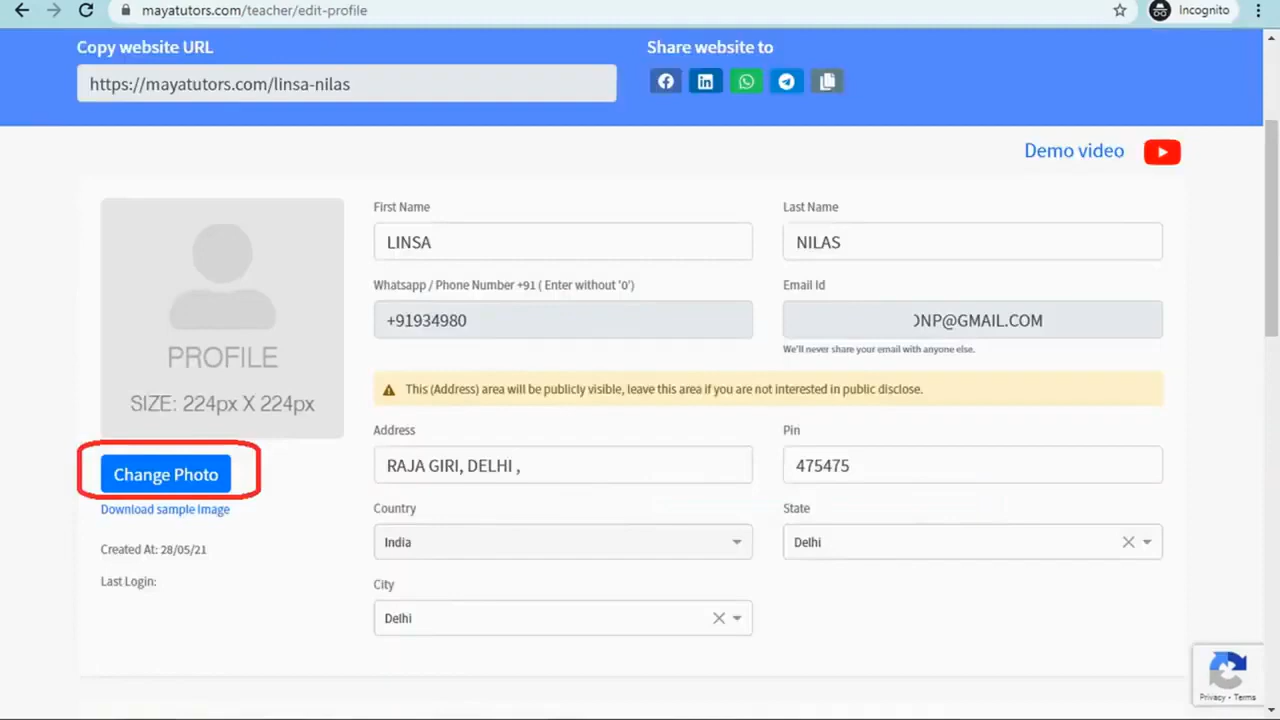 mayatutors.com/teacher/edit-profile
Incognito
Copy website URL
Share website to
https://mayatutors.com/linsa-nilas
Demo video
PROFILE
SIZE: 224px X 224px
Change Photo
Download sample Image
Created At: 28/05/21
Last Login:
First Name
Last Name
LINSA
NILAS
Whatsapp / Phone Number +91 ( Enter without '0')
Email Id
+91934980
NP@GMAIL.COM
We'll never share your email with anyone else.
This (Address) area will be publicly visible, leave this area if you are not interested in public disclose.
Address
Pin
RAJA GIRI, DELHI ,
475475
Country
State
India
Delhi
City
Delhi
Privacy - Terms